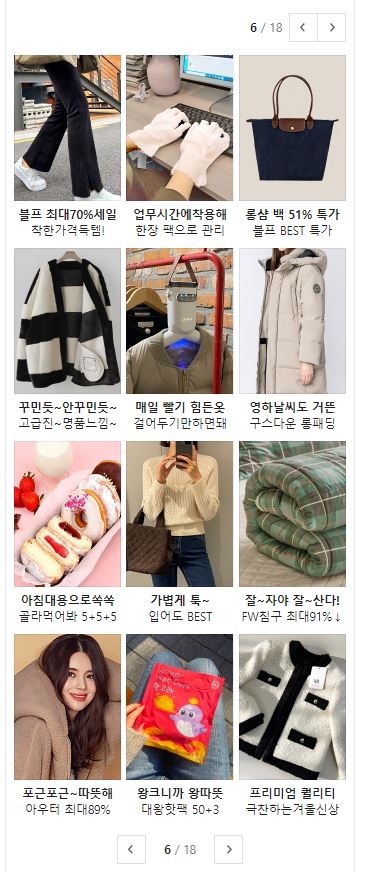 6 / 18
블프 최대70%세일
착한가격득템!
업무시간에착용해
한장 팩으로 관리
롱샴 백 51% 특가
블프 BEST 특가
꾸민듯~안꾸민듯~
고급진~명품느낌~
매일 빨기 힘든옷
걸어두기만하면돼
영하날씨도 거뜬
구스다운 롱패딩
아침대용으로쏙쏙
골라먹어봐 5+5+5
가볍게 툭~
입어도 BEST
잘~자야 잘~산다!
FW침구 최대91%↓
포근포근~따뜻해
아우터 최대89%
왕크니까 왕따뜻
대왕핫팩 50+3
프리미엄 퀄리티
극찬하는겨울신상
6 / 18